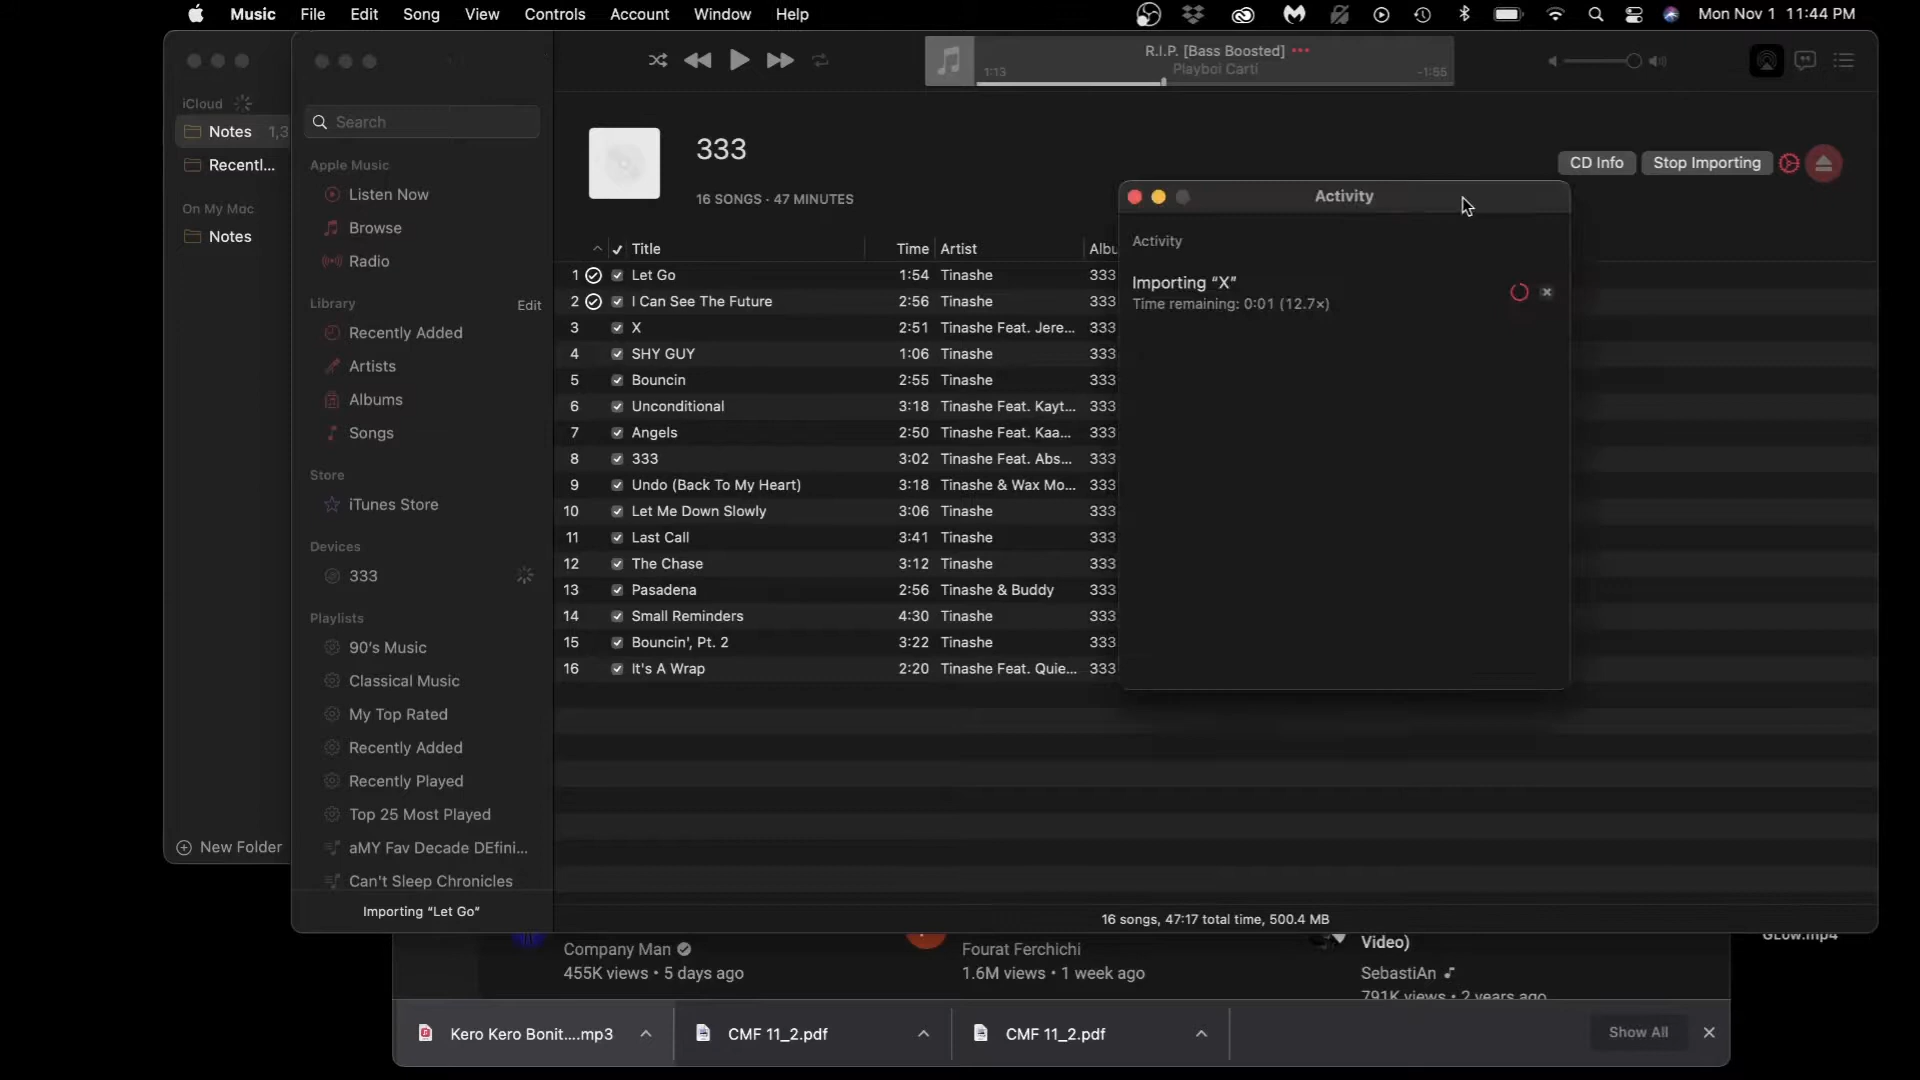 Music File Edit Song View Controls Account Window Help
Mon Nov 1 11:44 PM
iCloud
Notes 1,3
Recentl...
On My Mac
Notes
New Folder
Search
Apple Music
Listen Now
Browse
Radio
Library Edit
Recently Added
Artists
Albums
Songs
Store
iTunes Store
Devices
333
Playlists
90's Music
Classical Music
My Top Rated
Recently Added
Recently Played
Top 25 Most Played
aMY Fav Decade DEfini...
Can't Sleep Chronicles
Importing “Let Go”
R.I.P. [Bass Boosted] •••
1:13 Playboi Carti -1:55
333
16 SONGS · 47 MINUTES
CD Info Stop Importing
Title Time Artist Albu
1 Let Go 1:54 Tinashe 333
2 I Can See The Future 2:56 Tinashe 333
3 X 2:51 Tinashe Feat. Jere... 333
4 SHY GUY 1:06 Tinashe 333
5 Bouncin 2:55 Tinashe 333
6 Unconditional 3:18 Tinashe Feat. Kayt... 333
7 Angels 2:50 Tinashe Feat. Kaa... 333
8 333 3:02 Tinashe Feat. Abs... 333
9 Undo (Back To My Heart) 3:18 Tinashe & Wax Mo... 333
10 Let Me Down Slowly 3:06 Tinashe 333
11 Last Call 3:41 Tinashe 333
12 The Chase 3:12 Tinashe 333
13 Pasadena 2:56 Tinashe & Buddy 333
14 Small Reminders 4:30 Tinashe 333
15 Bouncin', Pt. 2 3:22 Tinashe 333
16 It's A Wrap 2:20 Tinashe Feat. Quie... 333
Activity
Activity
Importing “X”
Time remaining: 0:01 (12.7×)
16 songs, 47:17 total time, 500.4 MB
Company Man
455K views • 5 days ago
Fourat Ferchichi
1.6M views • 1 week ago
Video)
SebastiAn
791K views • 2 years ago
GLow.mp4
Kero Kero Bonit....mp3
CMF 11_2.pdf
CMF 11_2.pdf
Show All